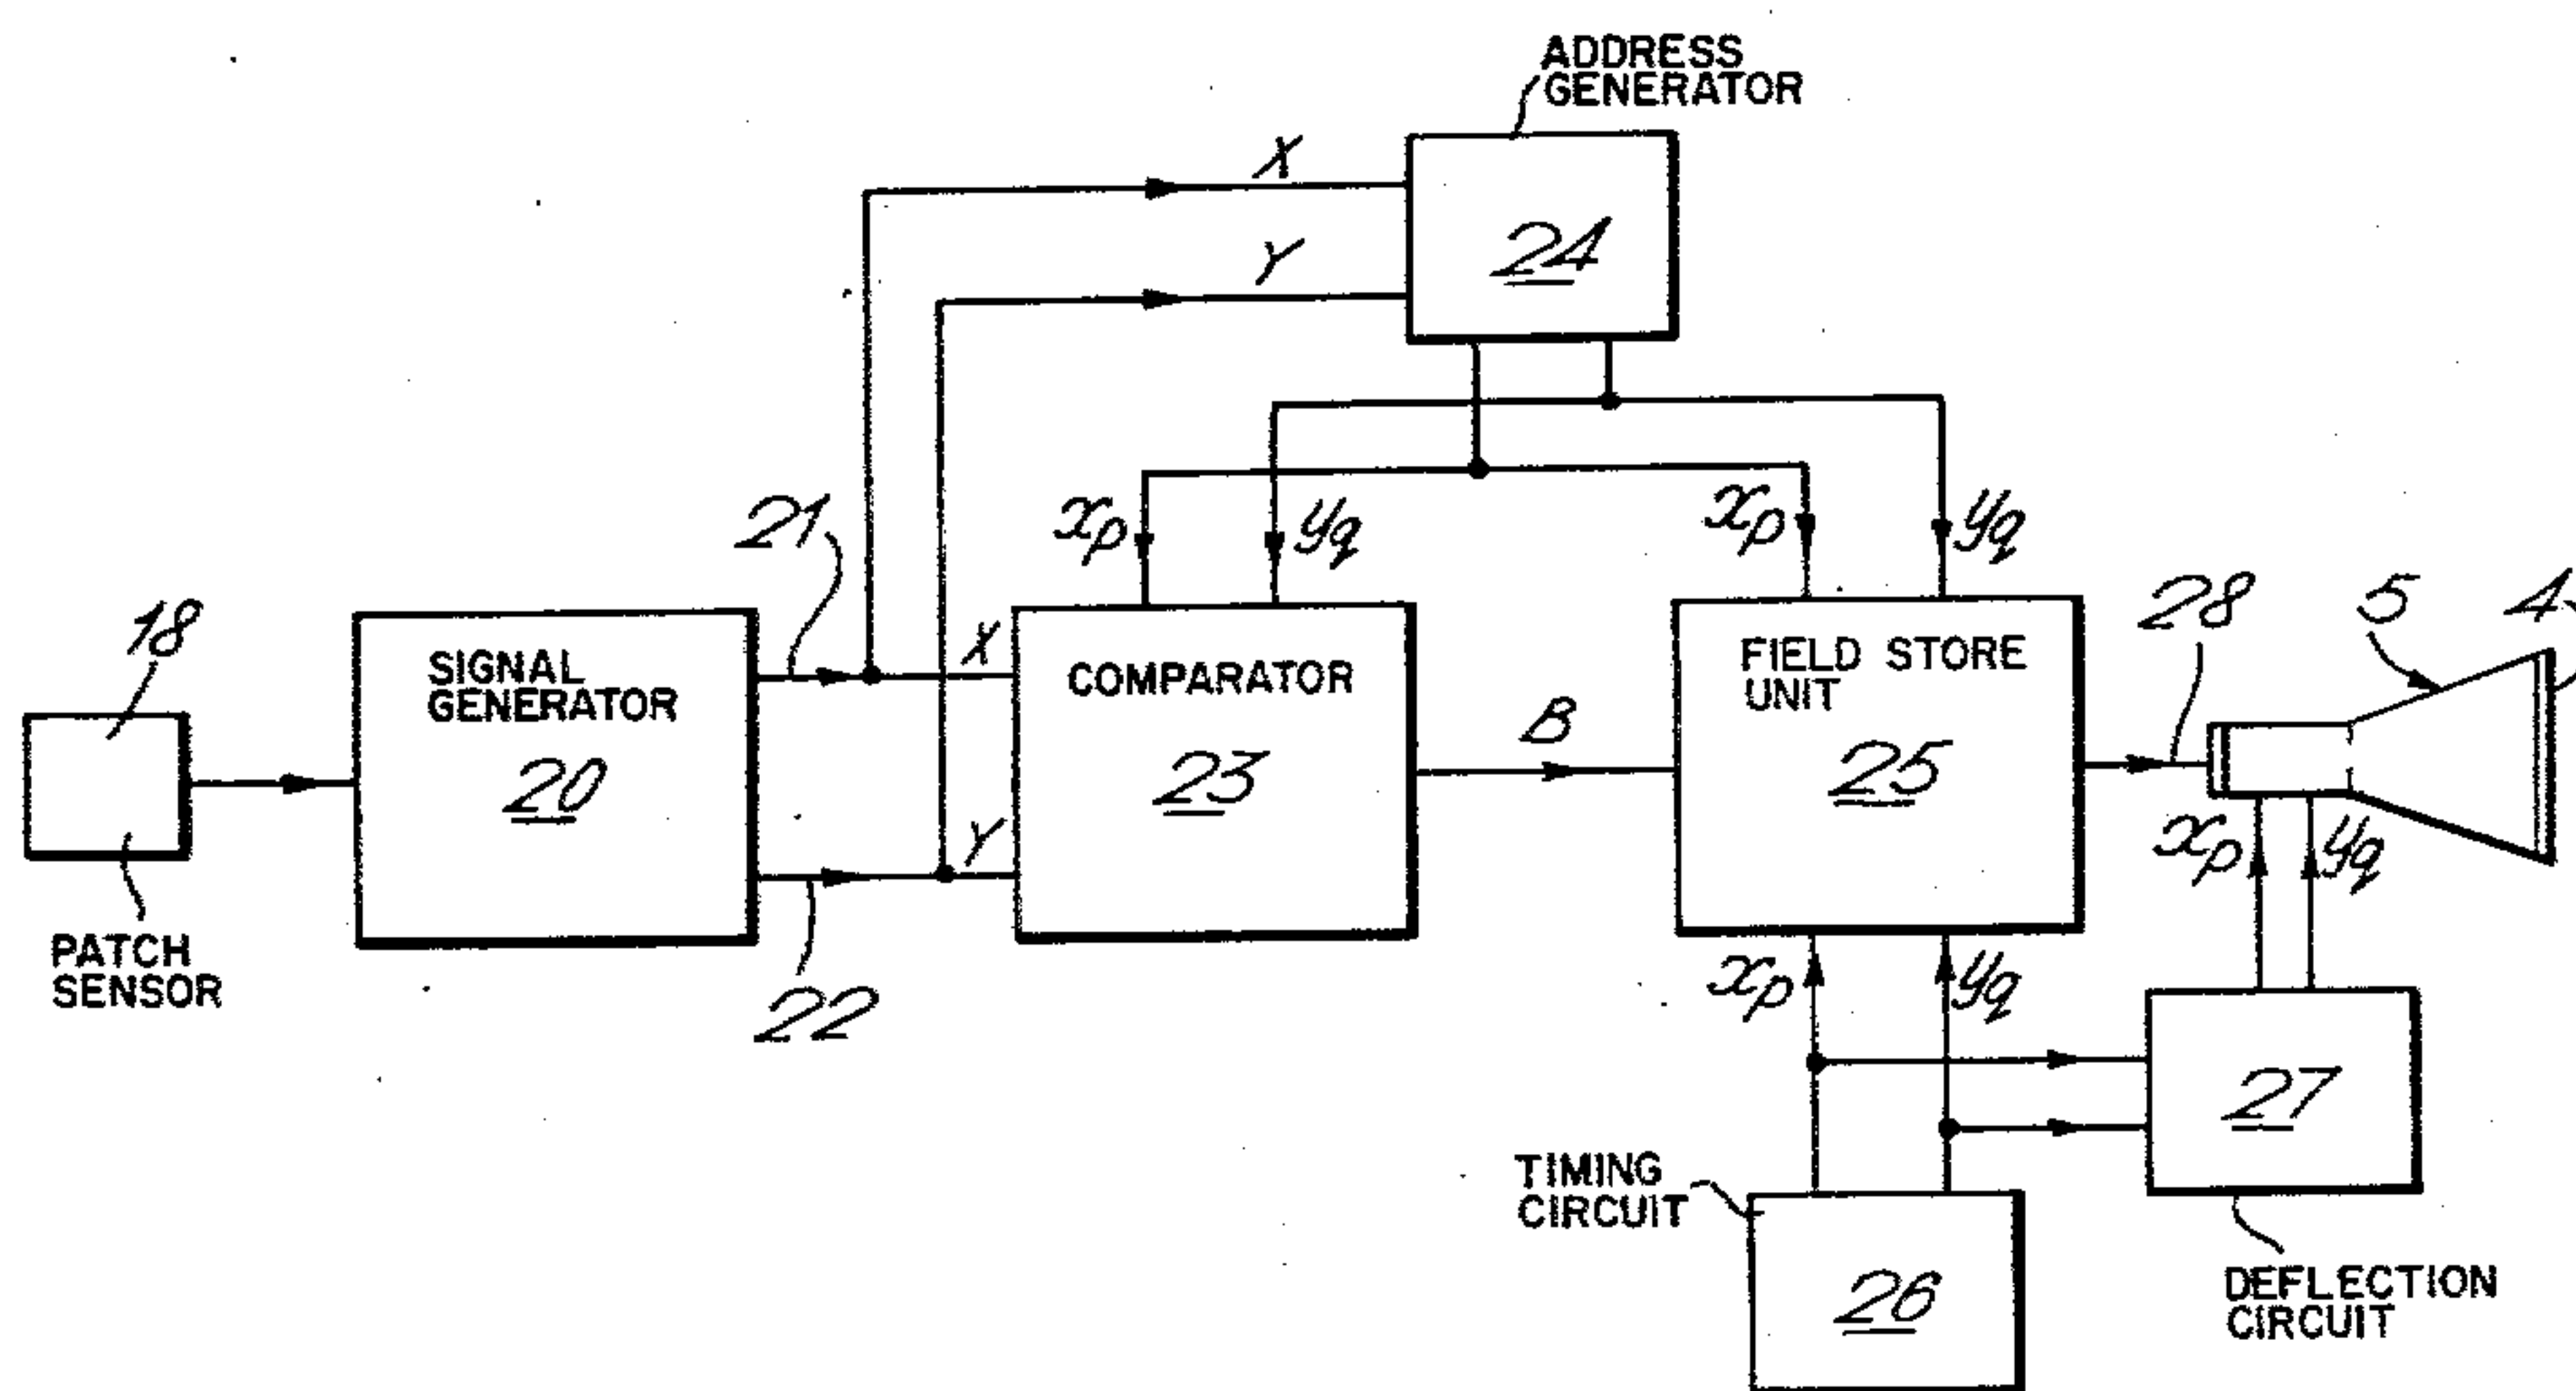 ADDRESS
GENERATOR
X
24
Y
21
xp
yq
xp
yq
18
SIGNAL
GENERATOR
20
X
COMPARATOR
23
Y
B
FIELD STORE
UNIT
25
28
5
4
xp
yq
PATCH
SENSOR
22
xp
yq
27
TIMING
CIRCUIT
26
DEFLECTION
CIRCUIT